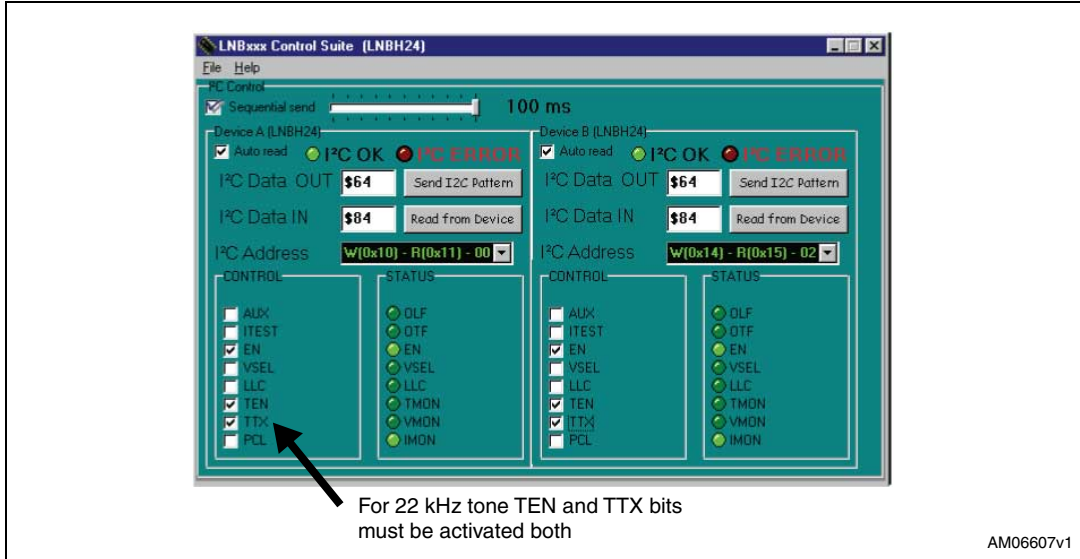 LNBxxx Control Suite (LNBH24)
File Help
I²C Control
Sequential send 100 ms
Device A (LNBH24)
Auto read I²C OK I²C ERROR
I²C Data OUT $64 Send I2C Pattern
I²C Data IN $84 Read from Device
I²C Address W(0x10) - R(0x11) - 00
CONTROL
AUX
ITEST
EN
VSEL
LLC
TEN
TTX
PCL
STATUS
OLF
OTF
EN
VSEL
LLC
TMON
VMON
IMON
Device B (LNBH24)
Auto read I²C OK I²C ERROR
I²C Data OUT $64 Send I2C Pattern
I²C Data IN $84 Read from Device
I²C Address W(0x14) - R(0x15) - 02
CONTROL
AUX
ITEST
EN
VSEL
LLC
TEN
TTX
PCL
STATUS
OLF
OTF
EN
VSEL
LLC
TMON
VMON
IMON
For 22 kHz tone TEN and TTX bits
must be activated both
AM06607v1